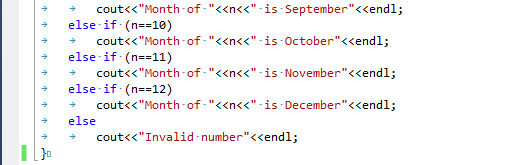 cout<<"Month of "<<n<<" is September"<<endl;
else if (n==10)
cout<<"Month of "<<n<<" is October"<<endl;
else if (n==11)
cout<<"Month of "<<n<<" is November"<<endl;
else if (n==12)
cout<<"Month of "<<n<<" is December"<<endl;
else
cout<<"Invalid number"<<endl;
}